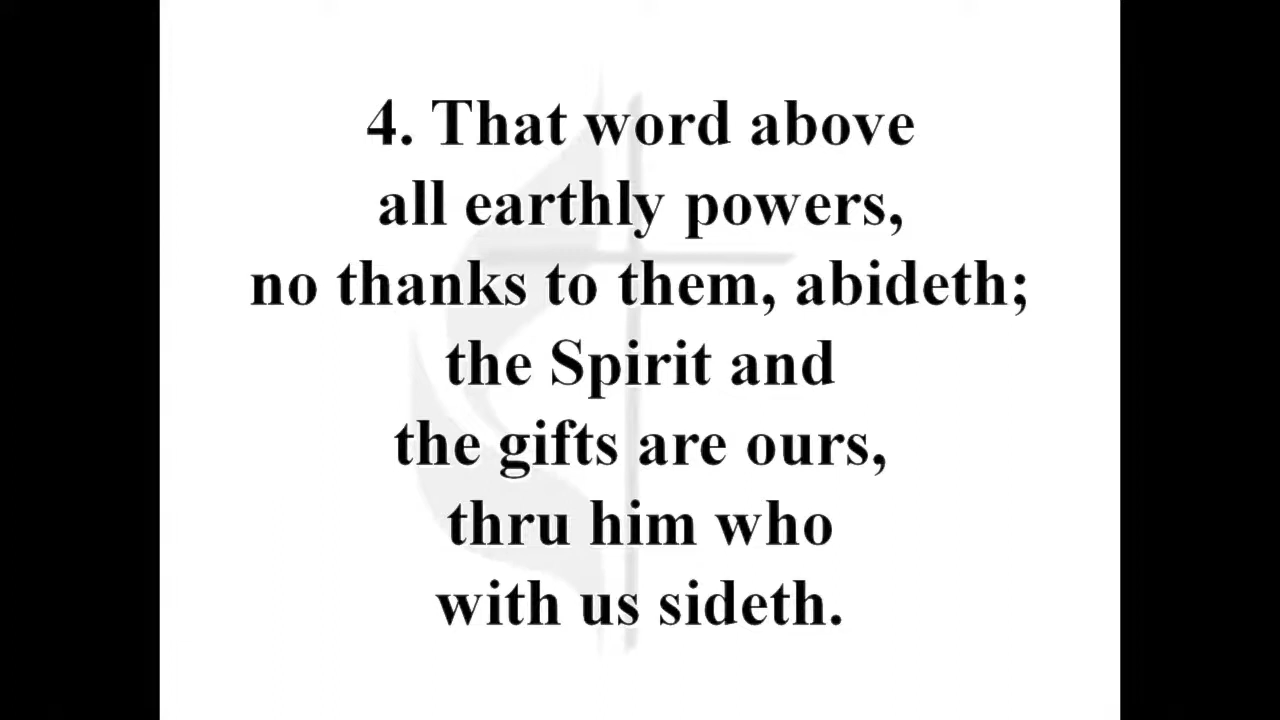 4. That word above
all earthly powers,
no thanks to them, abideth;
the Spirit and
the gifts are ours,
thru him who
with us sideth.